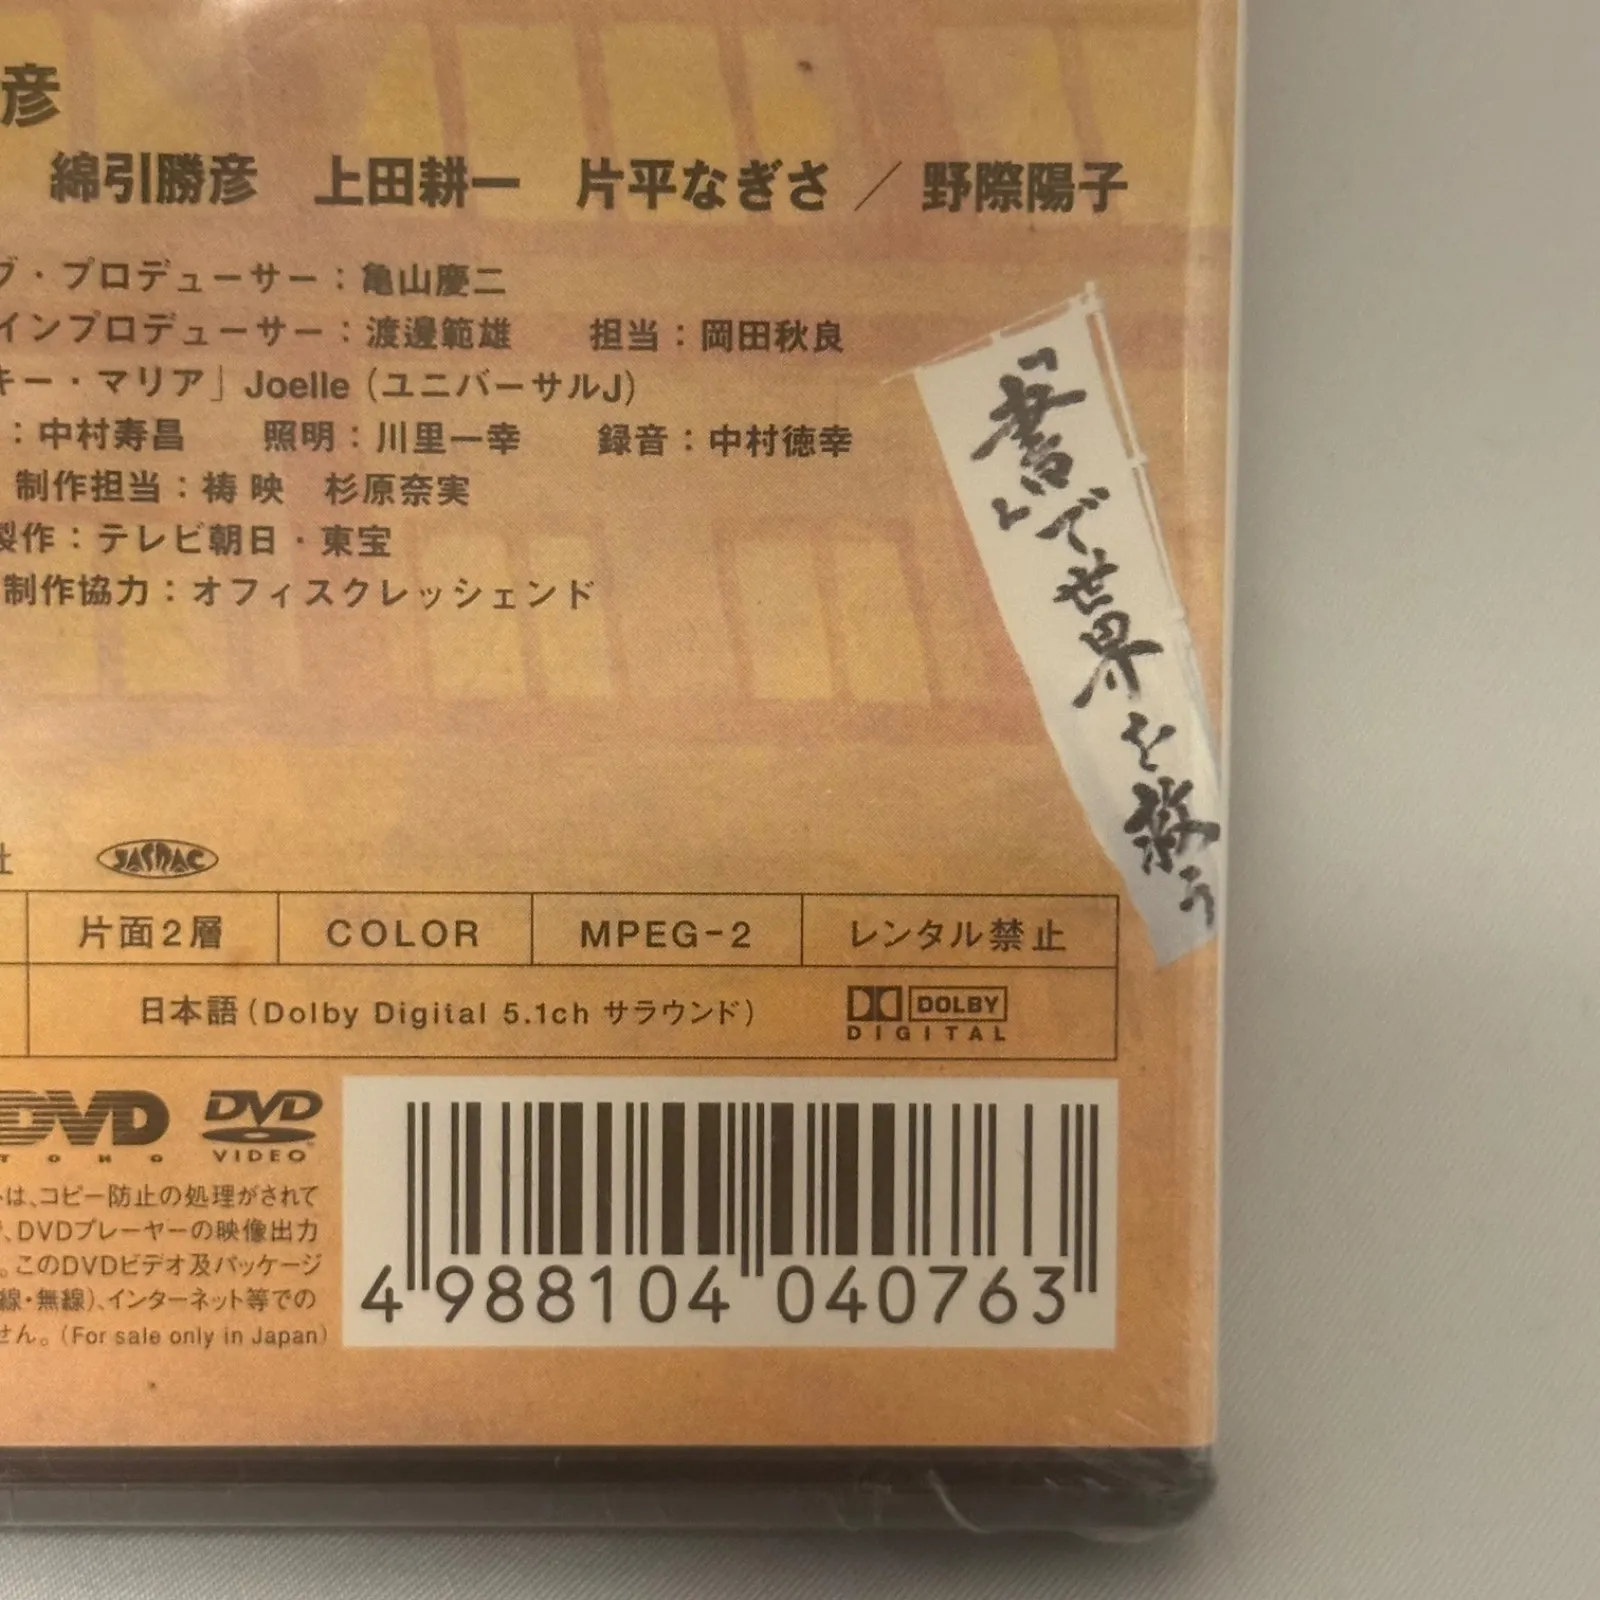 彦
綿引勝彦　上田耕一　片平なぎさ／野際陽子
ブ・プロデューサー：亀山慶二
インプロデューサー：渡邊範雄　担当：岡田秋良
キー・マリア」Joelle (ユニバーサルJ)
：中村寿昌　照明：川里一幸　録音：中村徳幸
制作担当：祷 映　杉原奈実
製作：テレビ朝日・東宝
制作協力：オフィスクレッシェンド
で世界を救う
社
JASRAC
片面2層　COLOR　MPEG-2　レンタル禁止
日本語(Dolby Digital 5.1ch サラウンド)　DOLBY
DIGITAL
DVD　DVD
TOHO　VIDEO
は、コピー防止の処理がされて
、DVDプレーヤーの映像出力
。このDVDビデオ及パッケージ
線・無線)、インターネット等での
せん。(For sale only in Japan)
4 988104 040763